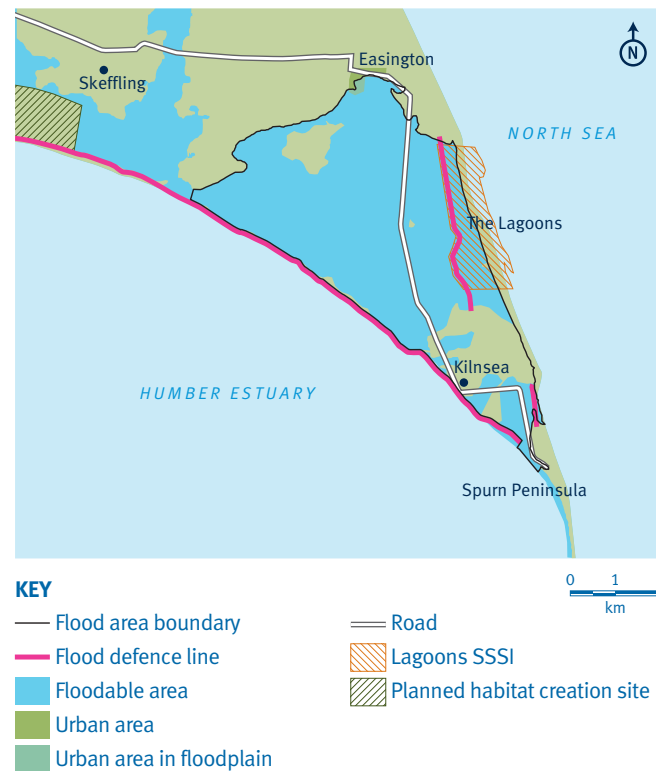 Easington
N
Skeffling
NORTH SEA
The Lagoons
Kilnsea
HUMBER ESTUARY
Spurn Peninsula
KEY
0 1
km
Flood area boundary
Road
Flood defence line
Lagoons SSSI
Floodable area
Planned habitat creation site
Urban area
Urban area in floodplain